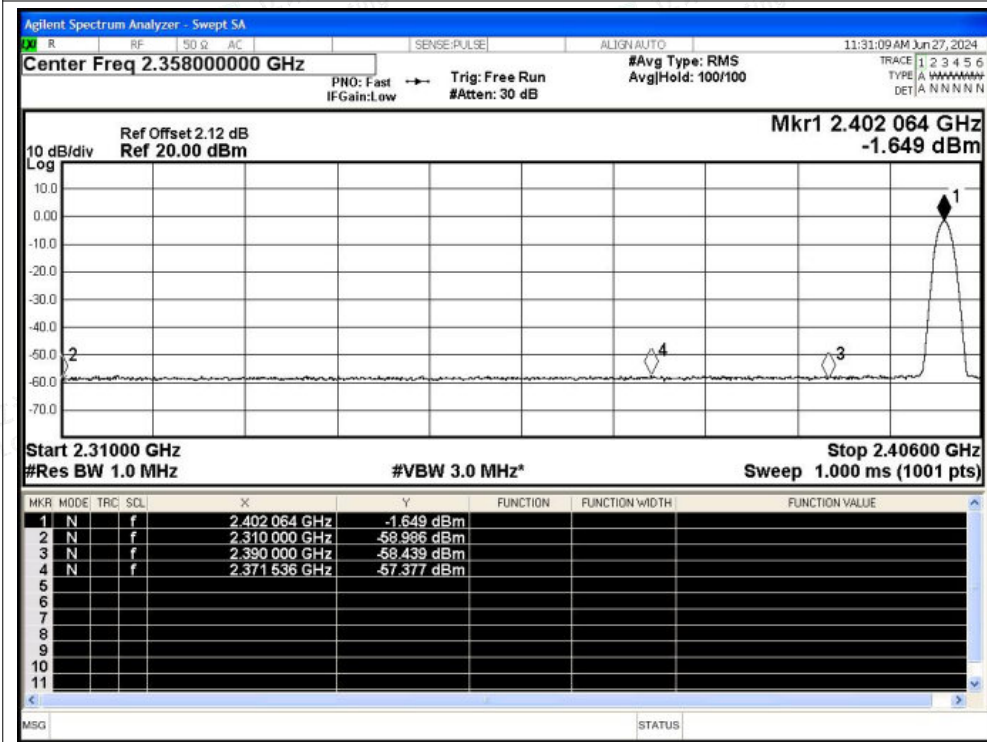 Agilent Spectrum Analyzer - Swept SA
LXI R RF 50 Ω AC SENSE:PULSE ALIGN AUTO 11:31:09 AM Jun 27, 2024
Center Freq 2.358000000 GHz #Avg Type: RMS TRACE 1 2 3 4 5 6
PNO: Fast Trig: Free Run Avg|Hold: 100/100 TYPE A WWWWW
IFGain:Low #Atten: 30 dB DET A N N N N N
Mkr1 2.402 064 GHz
Ref Offset 2.12 dB -1.649 dBm
10 dB/div Ref 20.00 dBm
Log
10.0
1
0.00
-10.0
-20.0
-30.0
-40.0
-50.0 2 4 3
-60.0
-70.0
Start 2.31000 GHz Stop 2.40600 GHz
#Res BW 1.0 MHz #VBW 3.0 MHz* Sweep 1.000 ms (1001 pts)
MKR MODE TRC SCL X Y FUNCTION FUNCTION WIDTH FUNCTION VALUE
1 N f 2.402 064 GHz -1.649 dBm
2 N f 2.310 000 GHz -58.986 dBm
3 N f 2.390 000 GHz -58.439 dBm
4 N f 2.371 536 GHz -57.377 dBm
5
6
7
8
9
10
11
MSG STATUS